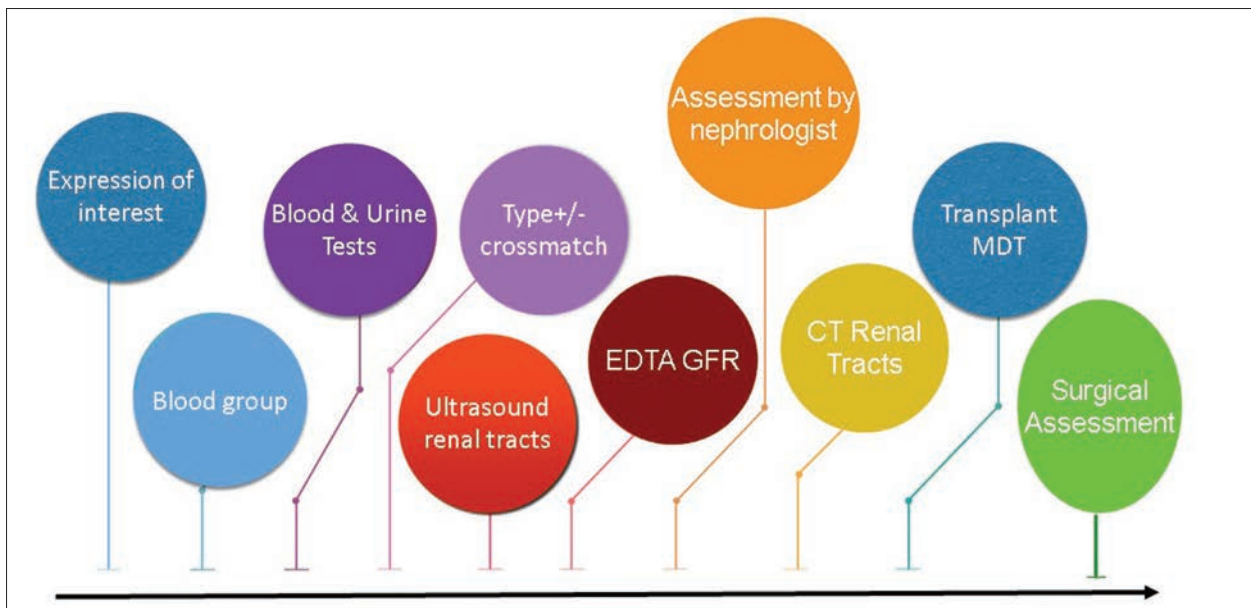 Expression of
interest
Blood group
Blood & Urine
Tests
Type+/-
crossmatch
Ultrasound
renal tracts
EDTA GFR
Assessment by
nephrologist
CT Renal
Tracts
Transplant
MDT
Surgical
Assessment